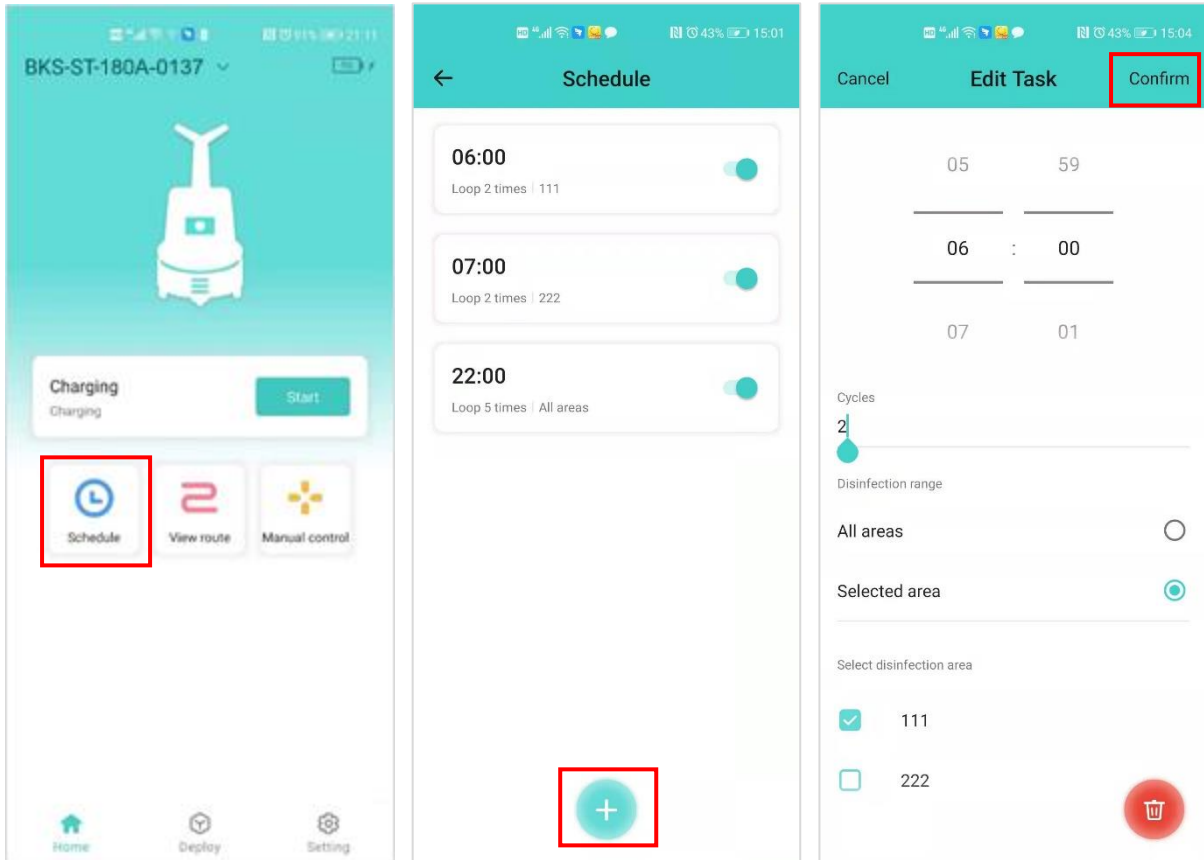 BKS-ST-180A-0137
Charging
Charging
Start
Schedule
View route
Manual control
Home
Deploy
Setting
43% 15:01
Schedule
06:00
Loop 2 times | 111
07:00
Loop 2 times | 222
22:00
Loop 5 times | All areas
43% 15:04
Cancel
Edit Task
Confirm
05 59
06 : 00
07 01
Cycles
2
Disinfection range
All areas
Selected area
Select disinfection area
111
222